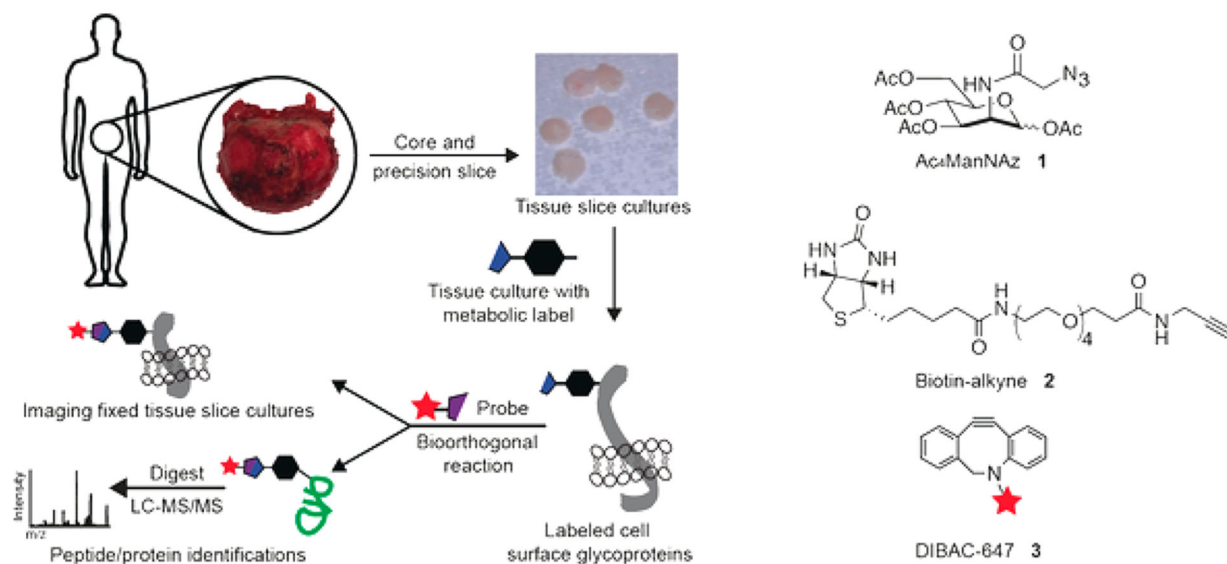 Core and
precision slice
Tissue slice cultures
Tissue culture with
metabolic label
Imaging fixed tissue slice cultures
Probe
Bioorthogonal
reaction
Digest
LC-MS/MS
Intensity
m/z
Peptide/protein identifications
Labeled cell
surface glycoproteins
O
HN
N₃
AcO
O
AcO
AcO
OAc
Ac₄ManNAz 1
O
HN
NH
H
H
S
H
N
O
O
4
O
N
H
Biotin-alkyne 2
N
DIBAC-647 3